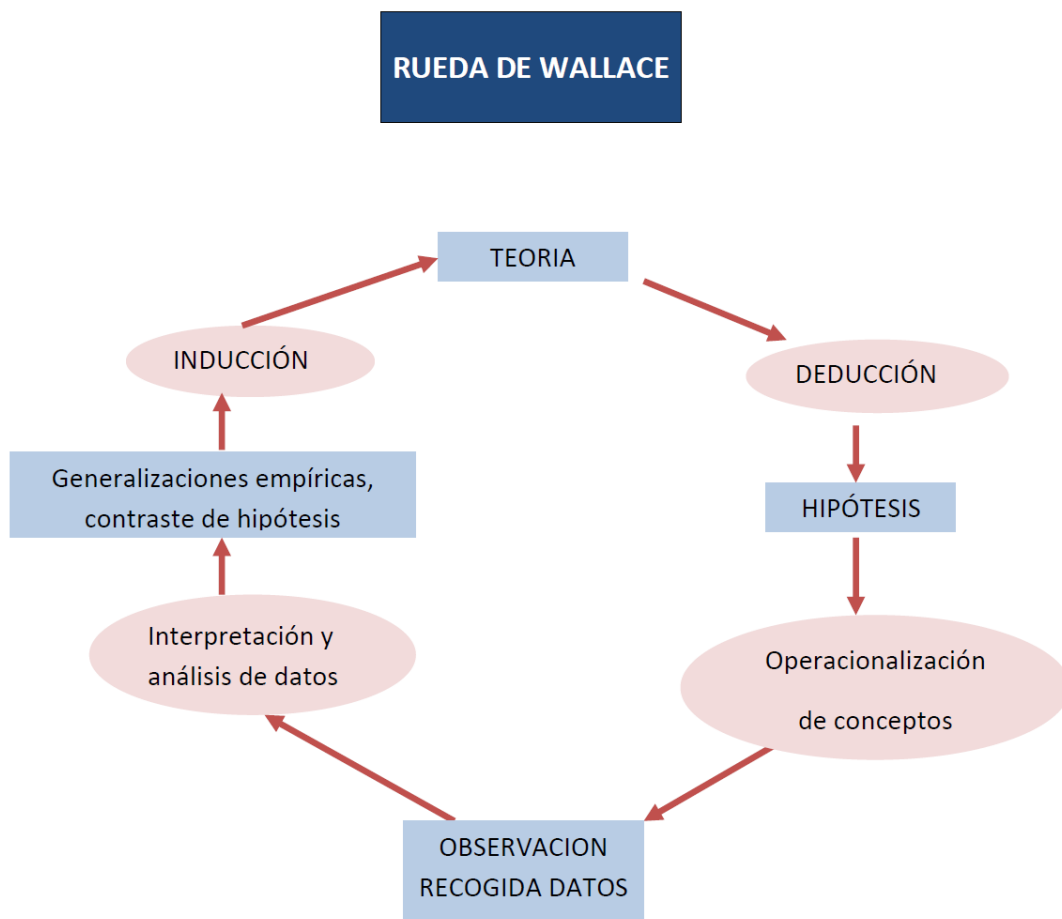 RUEDA DE WALLACE
TEORIA
INDUCCIÓN
DEDUCCIÓN
Generalizaciones empíricas,
contraste de hipótesis
HIPÓTESIS
Interpretación y
análisis de datos
Operacionalización
de conceptos
OBSERVACION
RECOGIDA DATOS